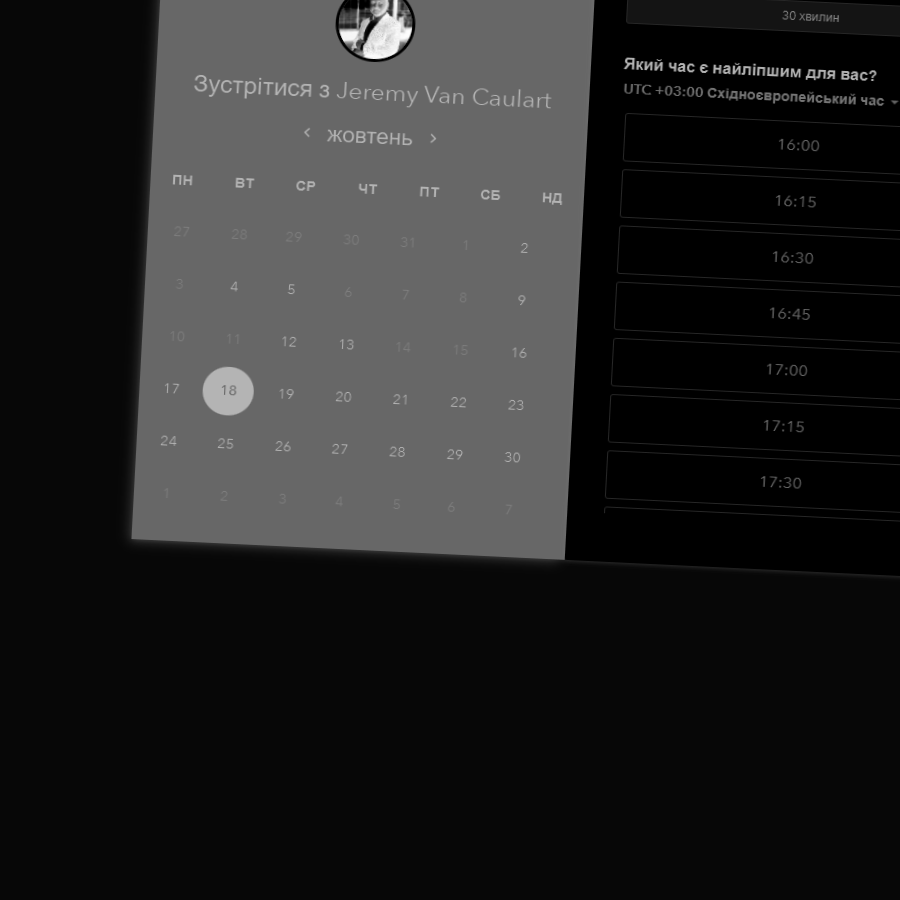 Зустрітися з Jeremy Van Caulart
‹ жовтень ›
ПН ВТ СР ЧТ ПТ СБ НД
27 28 29 30 31 1 2
3 4 5 6 7 8 9
10 11 12 13 14 15 16
17 18 19 20 21 22 23
24 25 26 27 28 29 30
1 2 3 4 5 6 7
30 хвилин
Який час є найліпшим для вас?
UTC +03:00 Східноєвропейський час
16:00
16:15
16:30
16:45
17:00
17:15
17:30